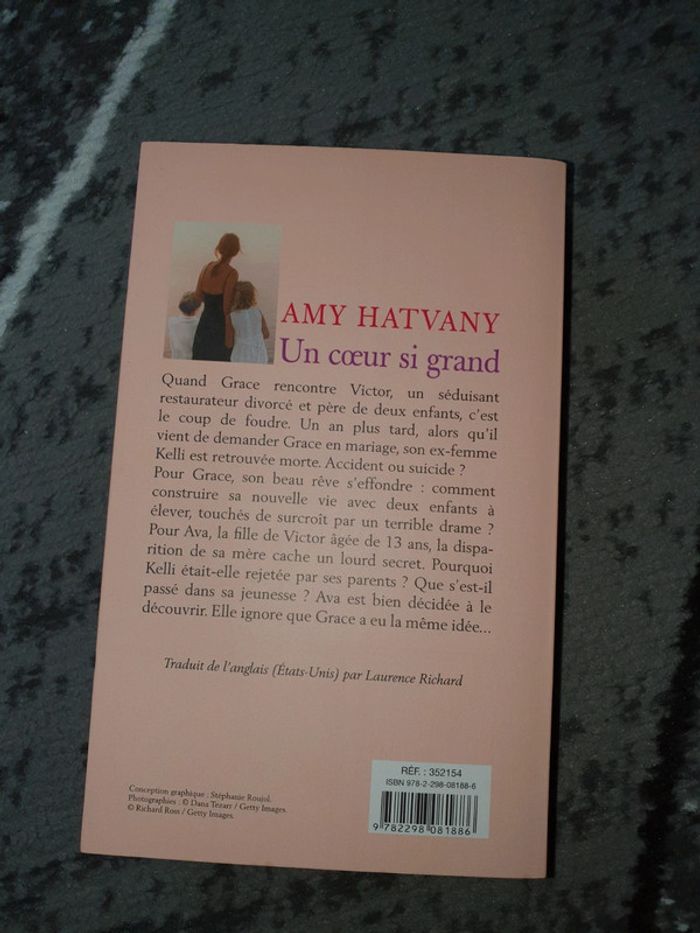 AMY HATVANY
Un cœur si grand
Quand Grace rencontre Victor, un séduisant
restaurateur divorcé et père de deux enfants, c'est
le coup de foudre. Un an plus tard, alors qu'il
vient de demander Grace en mariage, son ex-femme
Kelli est retrouvée morte. Accident ou suicide ?
Pour Grace, son beau rêve s'effondre : comment
construire sa nouvelle vie avec deux enfants à
élever, touchés de surcroît par un terrible drame ?
Pour Ava, la fille de Victor âgée de 13 ans, la dispa-
rition de sa mère cache un lourd secret. Pourquoi
Kelli était-elle rejetée par ses parents ? Que s'est-il
passé dans sa jeunesse ? Ava est bien décidée à le
découvrir. Elle ignore que Grace a eu la même idée...
Traduit de l'anglais (États-Unis) par Laurence Richard
Conception graphique : Stéphanie Roujol.
Photographies : © Dana Tezarr / Getty Images.
© Richard Ross / Getty Images.
RÉF. : 352154
ISBN 978-2-298-08188-6
9 782298 081886